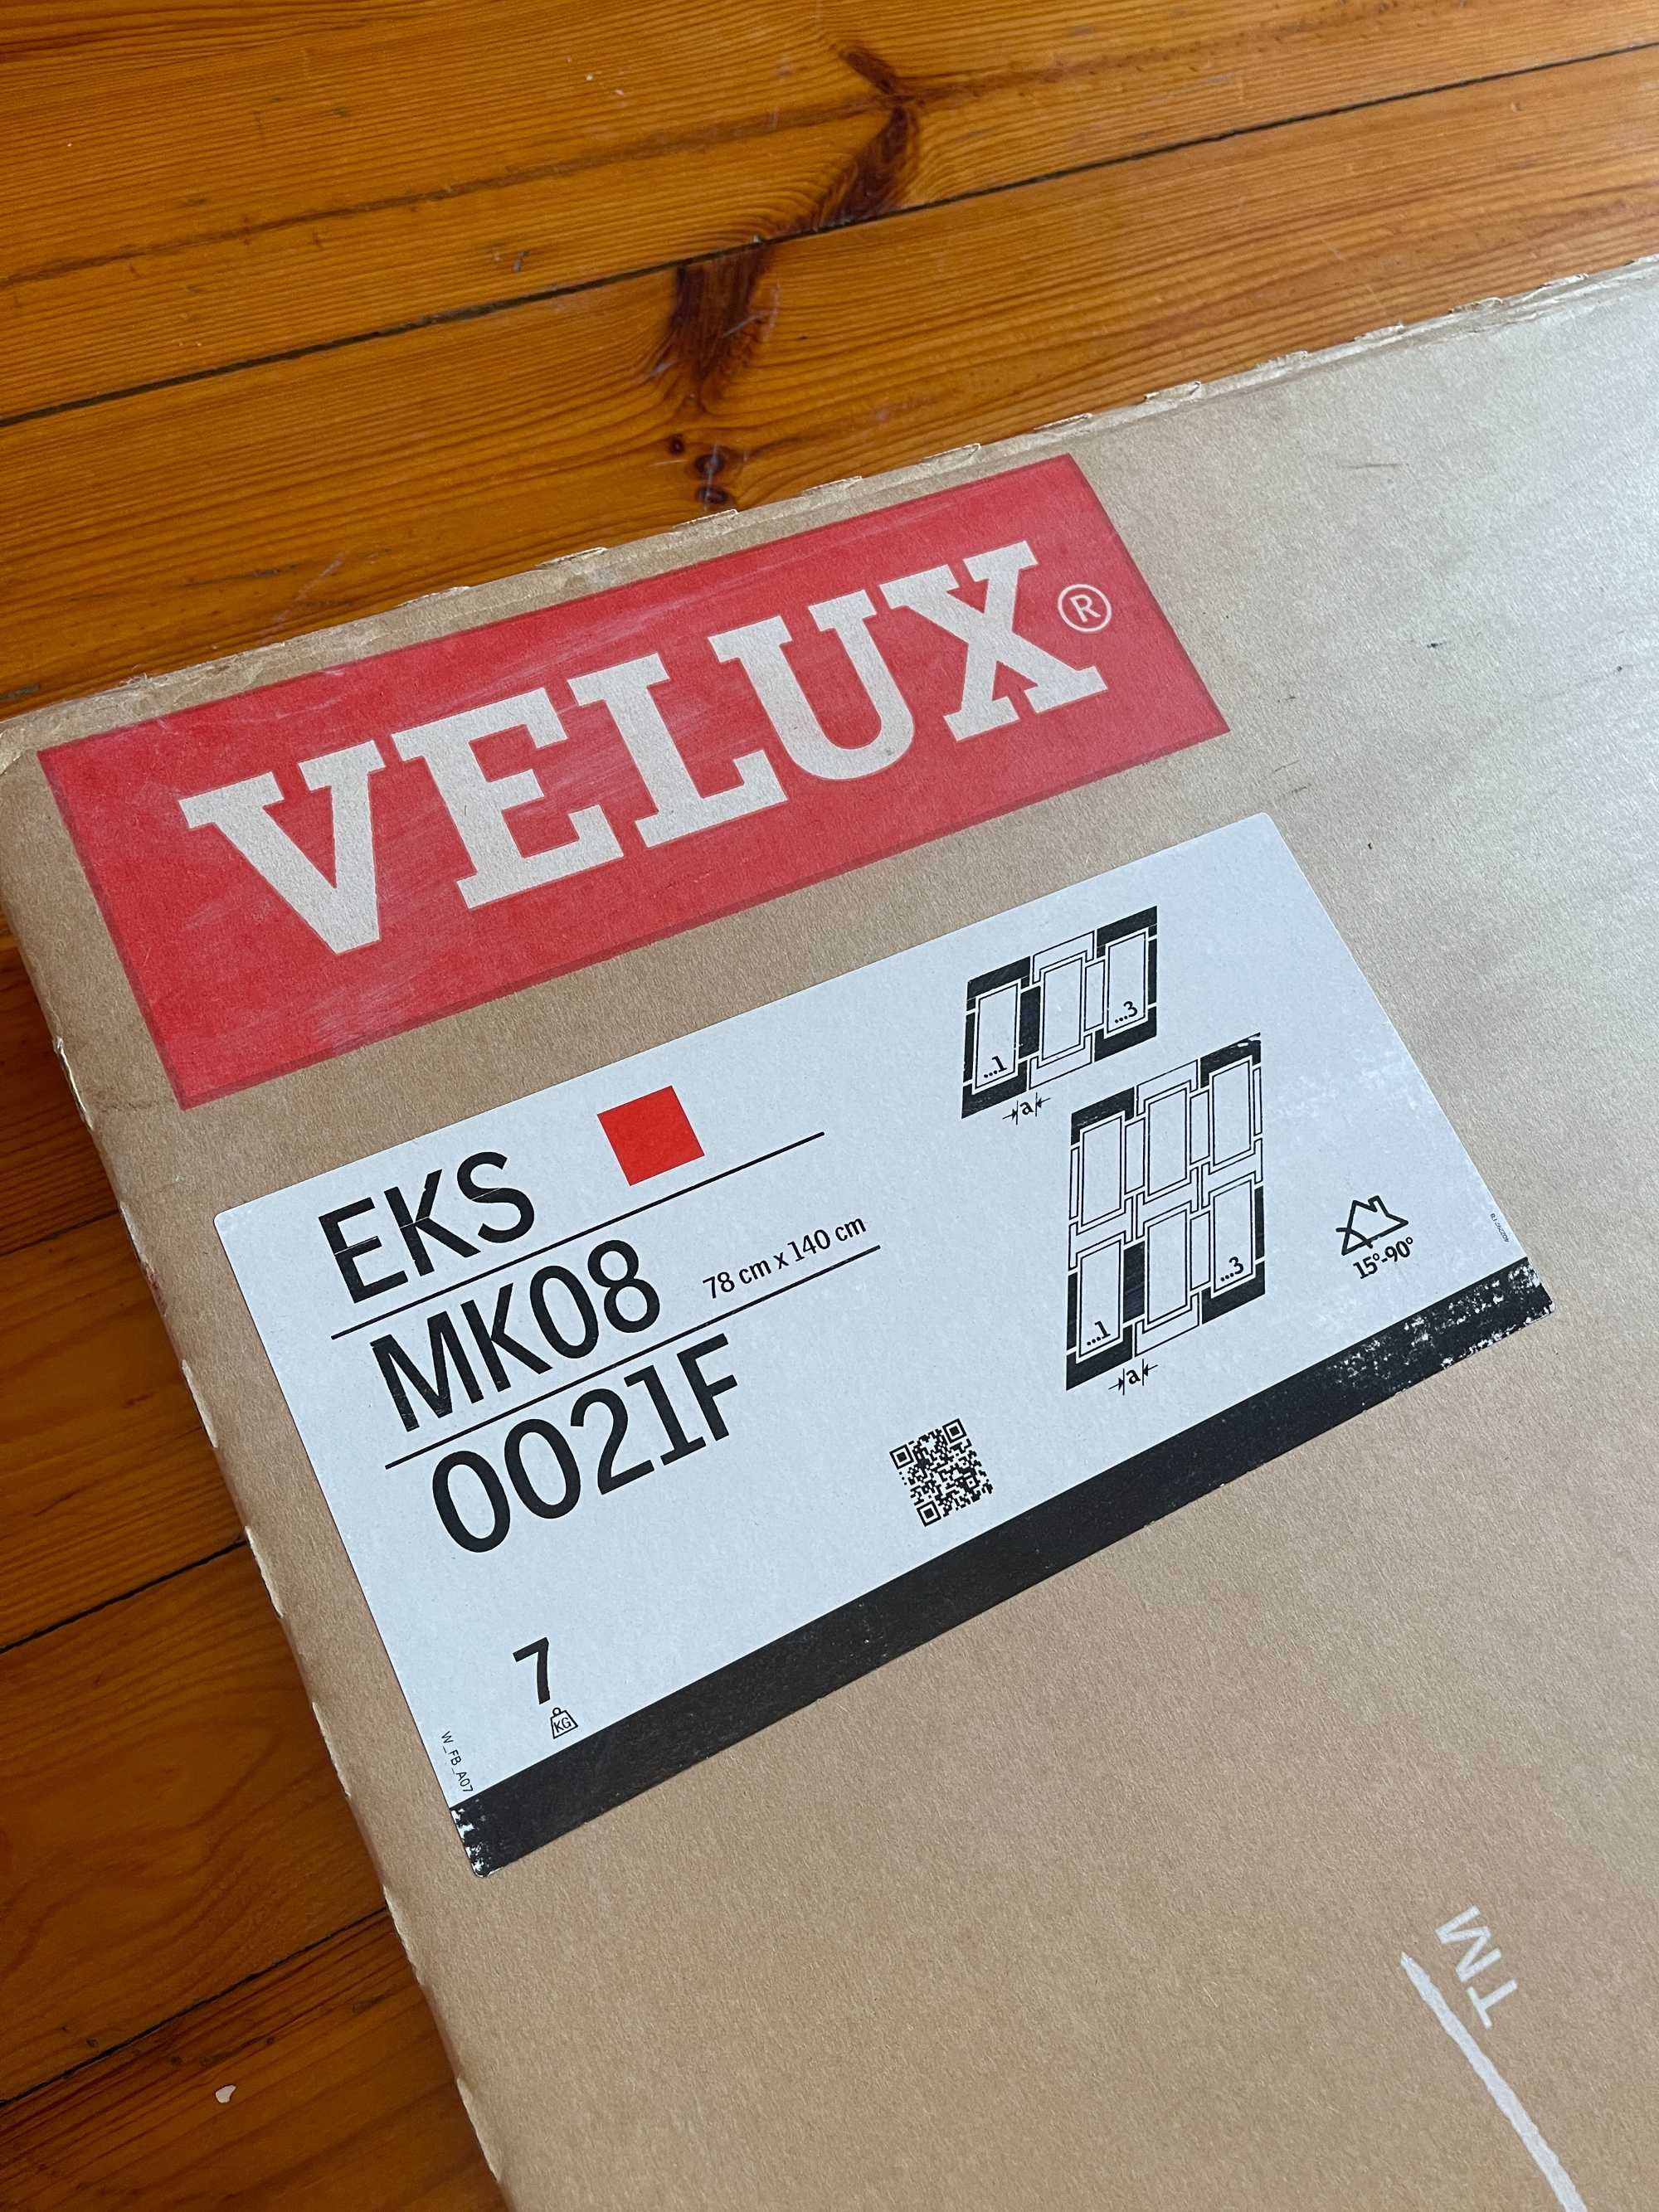 VELUX®
EKS
MK08 78 cm x 140 cm
0021F
7
KG
W_FB_A07
...1
...3
a
...1
...3
a
15°-90°
TM